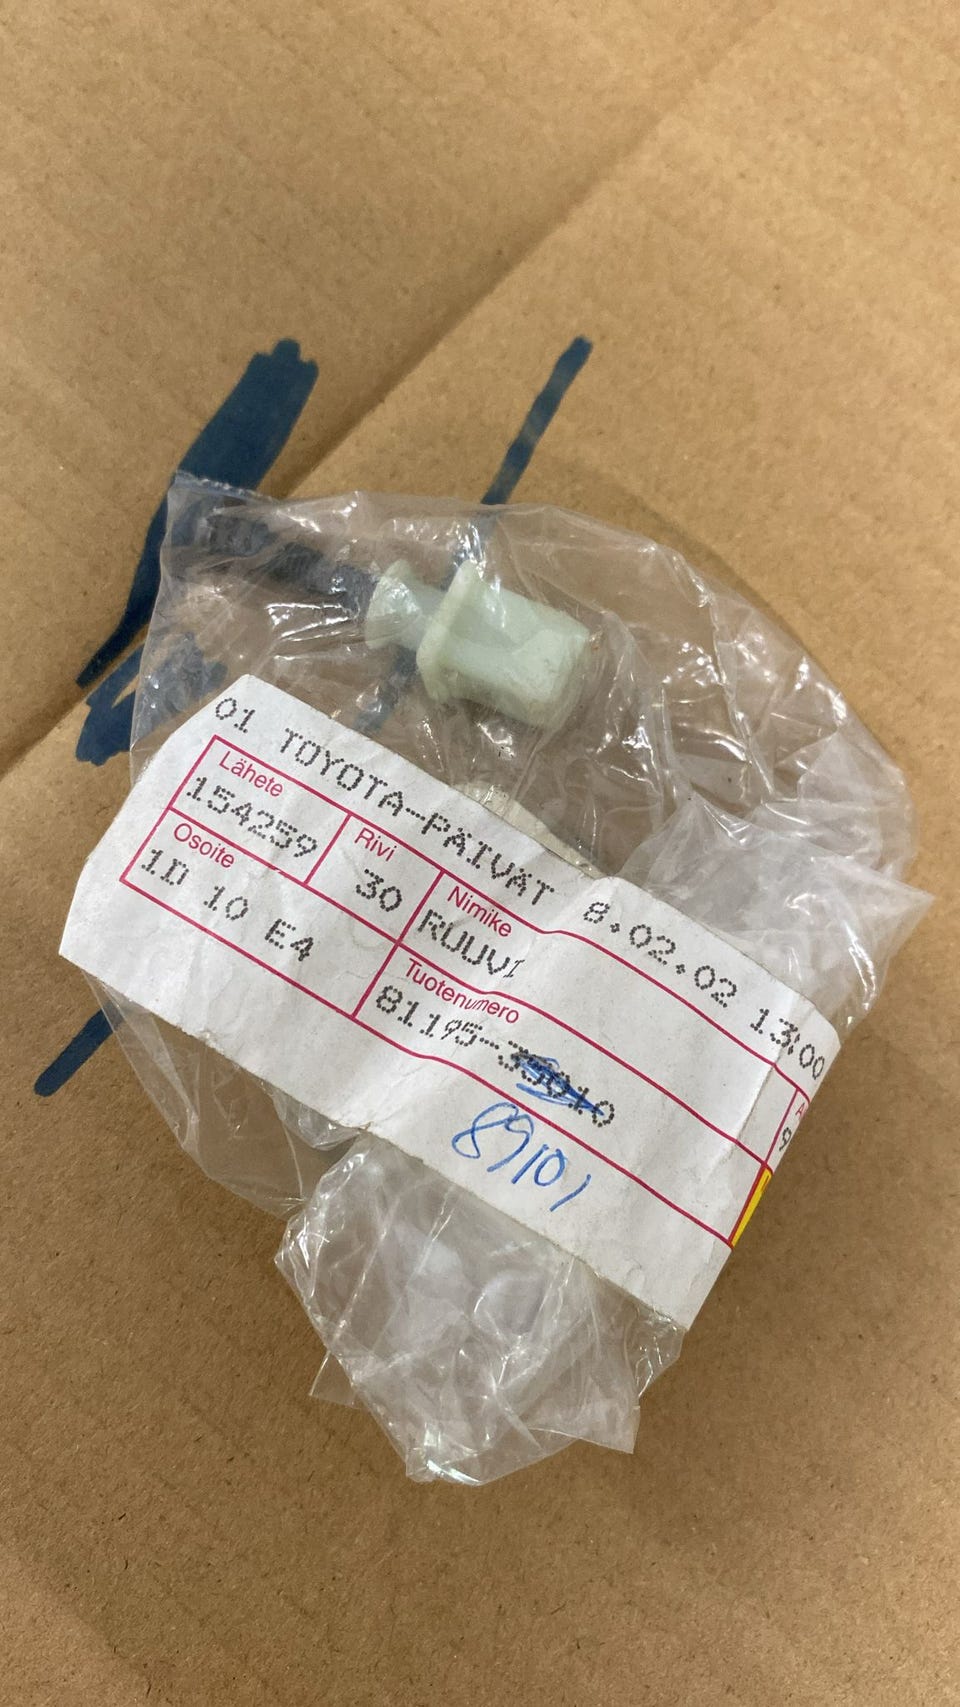 01 TOYOTA-PÄIVÄT 8.02.02 13:00
Lähete Rivi Nimike
154259 30 RUUVI
Osoite Tuotenumero
1D 10 E4 81195-35010
89101